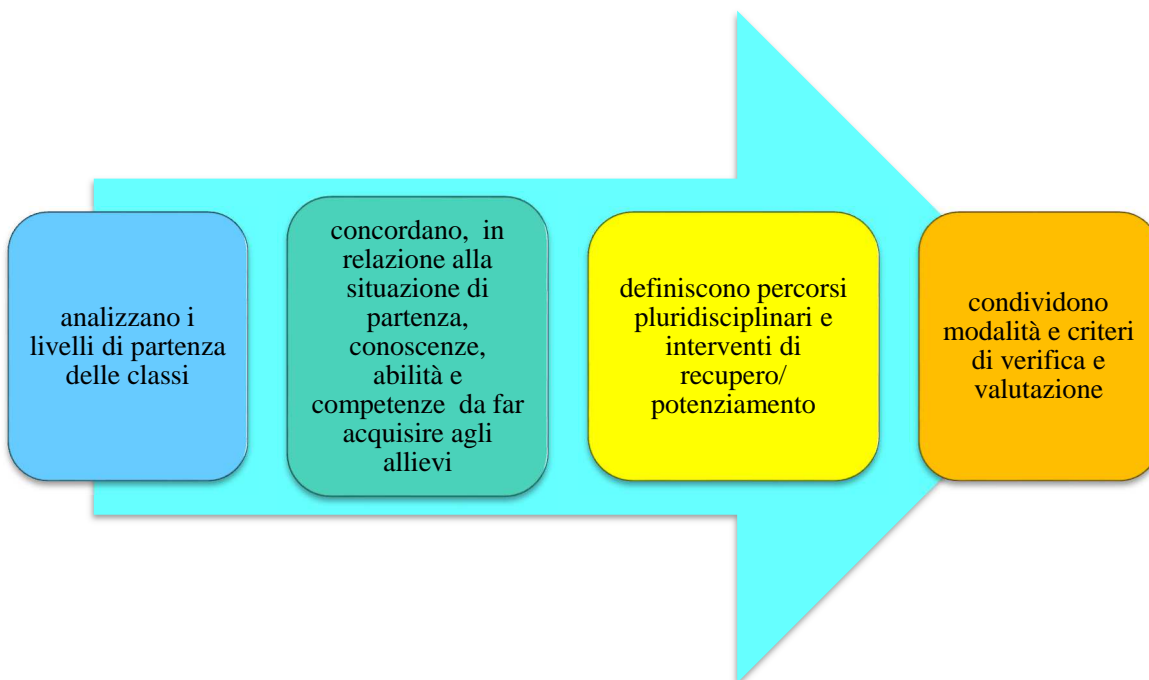 analizzano i
livelli di partenza
delle classi
concordano, in
relazione alla
situazione di
partenza,
conoscenze,
abilità e
competenze da far
acquisire agli
allievi
definiscono percorsi
pluridisciplinari e
interventi di
recupero/
potenziamento
condividono
modalità e criteri
di verifica e
valutazione